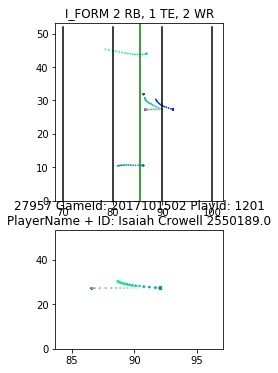 I_FORM 2 RB, 1 TE, 2 WR
50
40
30
20
10
0
70 80 90 100
27957 GameId: 2017101502 PlayId: 1201
PlayerName + ID: Isaiah Crowell 2550189.0
40
20
0
85 90 95